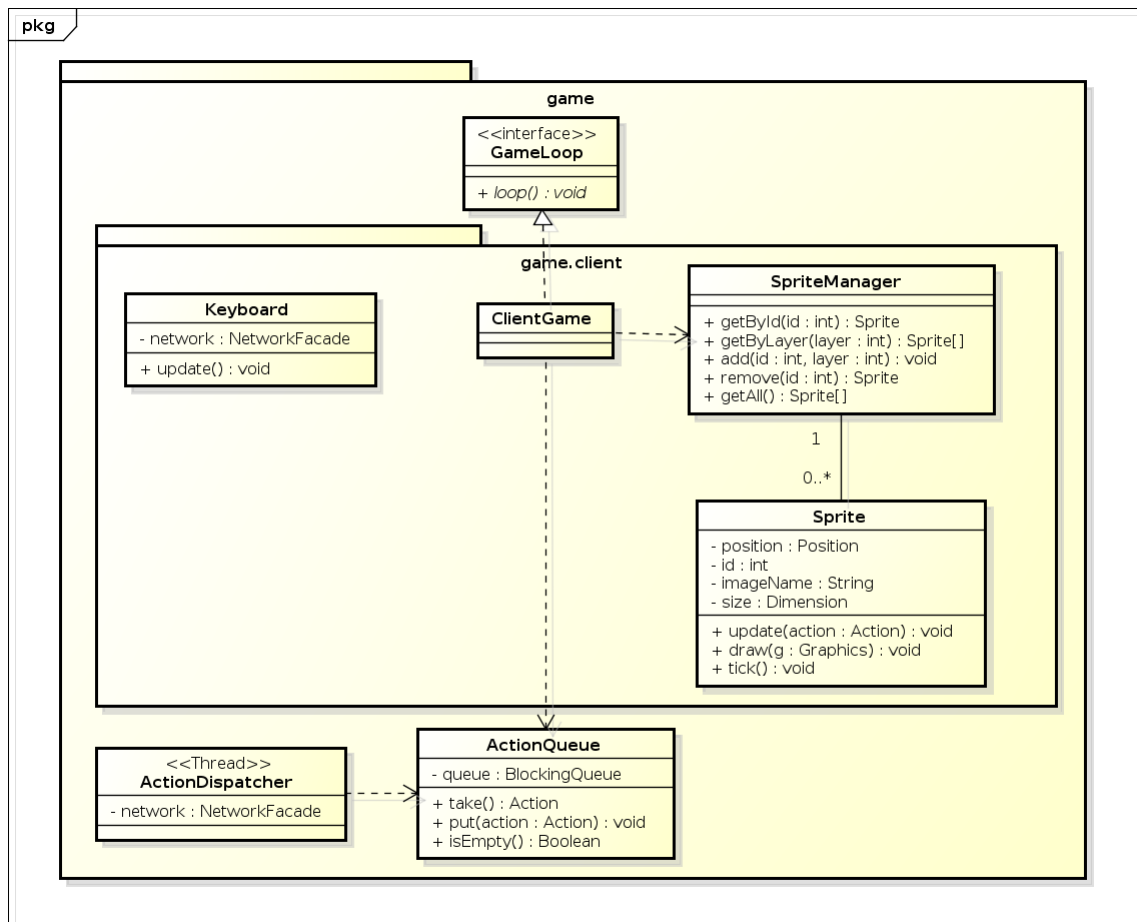 pkg
game
<<interface>>
GameLoop
+ loop() : void
game.client
Keyboard
- network : NetworkFacade
+ update() : void
ClientGame
SpriteManager
+ getById(id : int) : Sprite
+ getByLayer(layer : int) : Sprite[]
+ add(id : int, layer : int) : void
+ remove(id : int) : Sprite
+ getAll() : Sprite[]
1
0..*
Sprite
- position : Position
- id : int
- imageName : String
- size : Dimension
+ update(action : Action) : void
+ draw(g : Graphics) : void
+ tick() : void
<<Thread>>
ActionDispatcher
- network : NetworkFacade
ActionQueue
- queue : BlockingQueue
+ take() : Action
+ put(action : Action) : void
+ isEmpty() : Boolean